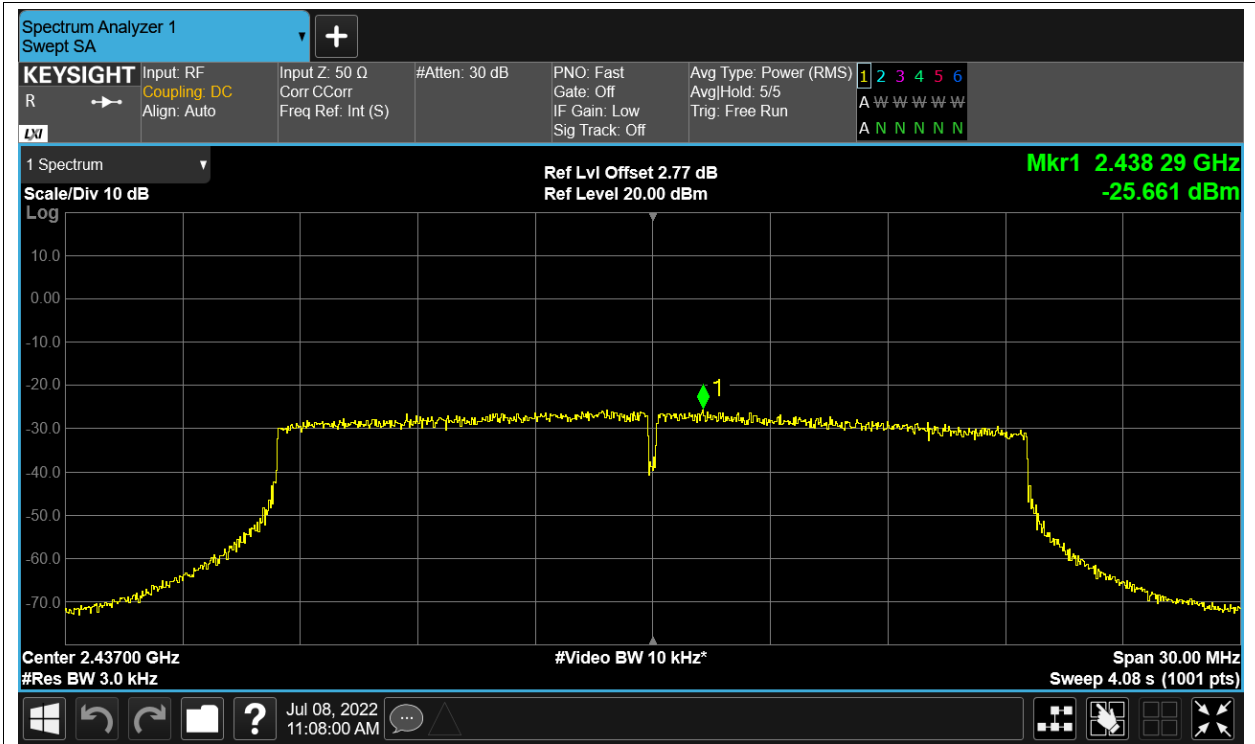 Spectrum Analyzer 1
Swept SA
KEYSIGHT
R
LXI
Input: RF
Coupling: DC
Align: Auto
Input Z: 50 Ω
Corr CCorr
Freq Ref: Int (S)
#Atten: 30 dB
PNO: Fast
Gate: Off
IF Gain: Low
Sig Track: Off
Avg Type: Power (RMS)
Avg|Hold: 5/5
Trig: Free Run
1 2 3 4 5 6
A W W W W W
A N N N N N
1 Spectrum
Scale/Div 10 dB
Log
Ref Lvl Offset 2.77 dB
Ref Level 20.00 dBm
Mkr1 2.438 29 GHz
-25.661 dBm
10.0
0.00
-10.0
-20.0
-30.0
-40.0
-50.0
-60.0
-70.0
1
Center 2.43700 GHz
#Res BW 3.0 kHz
#Video BW 10 kHz*
Span 30.00 MHz
Sweep 4.08 s (1001 pts)
?
Jul 08, 2022
11:08:00 AM